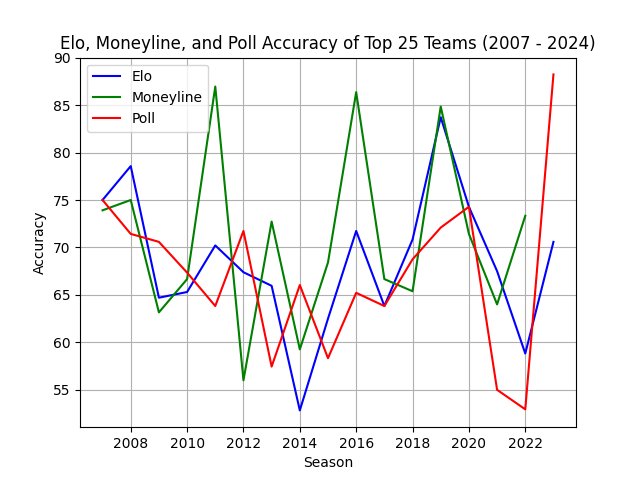 Elo, Moneyline, and Poll Accuracy of Top 25 Teams (2007 - 2024)
Elo
Moneyline
Poll
90
85
80
75
70
65
60
55
Accuracy
2008 2010 2012 2014 2016 2018 2020 2022
Season